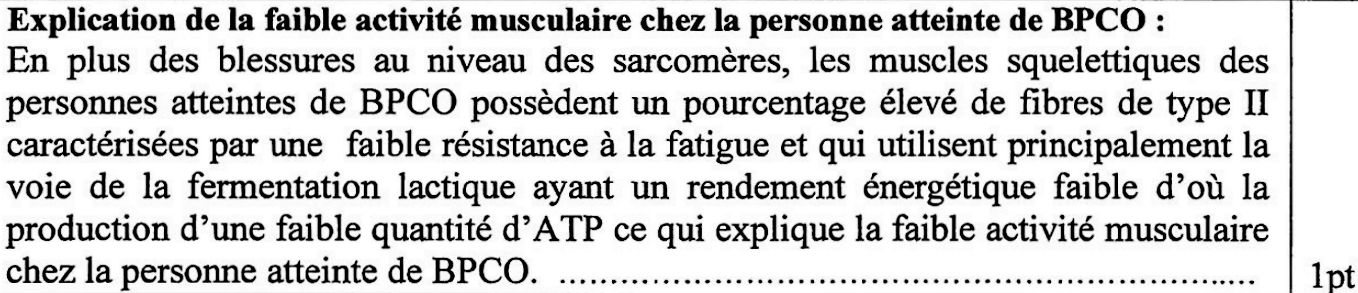 Explication de la faible activité musculaire chez la personne atteinte de BPCO :
En plus des blessures au niveau des sarcomères, les muscles squelettiques des
personnes atteintes de BPCO possèdent un pourcentage élevé de fibres de type II
caractérisées par une faible résistance à la fatigue et qui utilisent principalement la
voie de la fermentation lactique ayant un rendement énergétique faible d'où la
production d'une faible quantité d'ATP ce qui explique la faible activité musculaire
chez la personne atteinte de BPCO. ........................................................................ 1pt